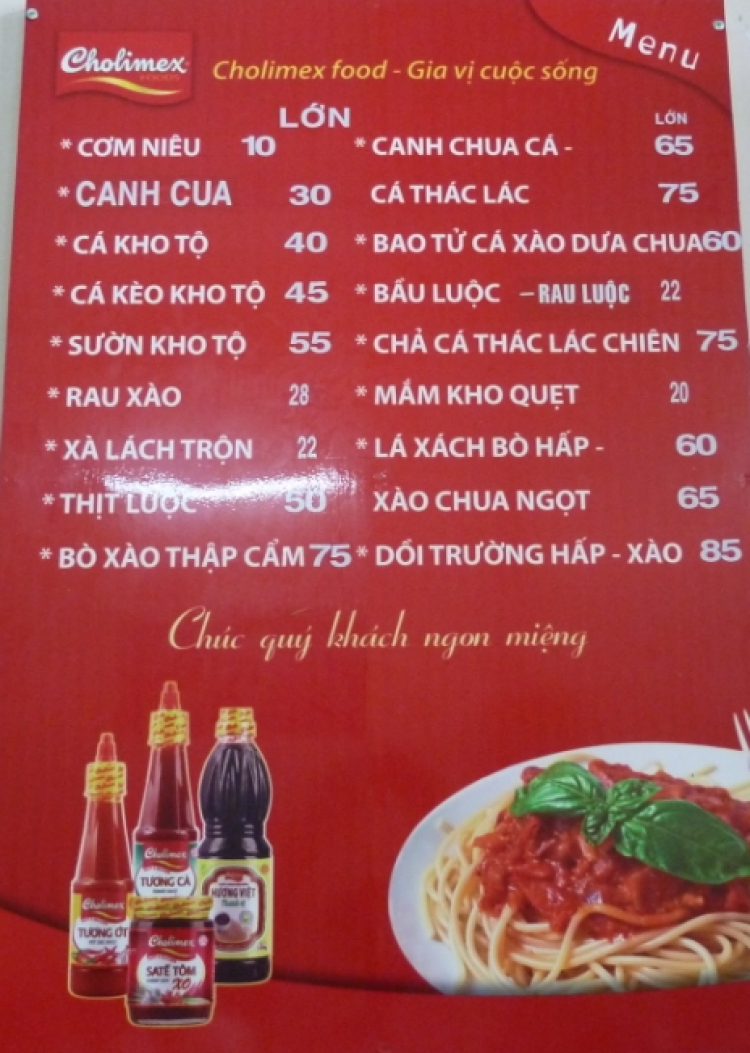 Cholimex
FOODS
Cholimex food - Gia vị cuộc sống
Menu
LỚN
* CƠM NIÊU 10
* CANH CUA 30
* CÁ KHO TỘ 40
* CÁ KÈO KHO TỘ 45
* SƯỜN KHO TỘ 55
* RAU XÀO 28
* XÀ LÁCH TRỘN 22
* THỊT LUỘC 50
* BÒ XÀO THẬP CẨM 75
LỚN
* CANH CHUA CÁ - 65
CÁ THÁC LÁC 75
* BAO TỬ CÁ XÀO DƯA CHUA 60
* BẦU LUỘC – RAU LUỘC 22
* CHẢ CÁ THÁC LÁC CHIÊN 75
* MẮM KHO QUẸT 20
* LÁ XÁCH BÒ HẤP - 60
XÀO CHUA NGỌT 65
* DỒI TRƯỜNG HẤP - XÀO 85
Chúc quý khách ngon miệng
Cholimex
TƯƠNG CÀ
HƯƠNG VIỆT
Cholimex
TƯƠNG ỚT
Cholimex
SATẾ TÔM
XO